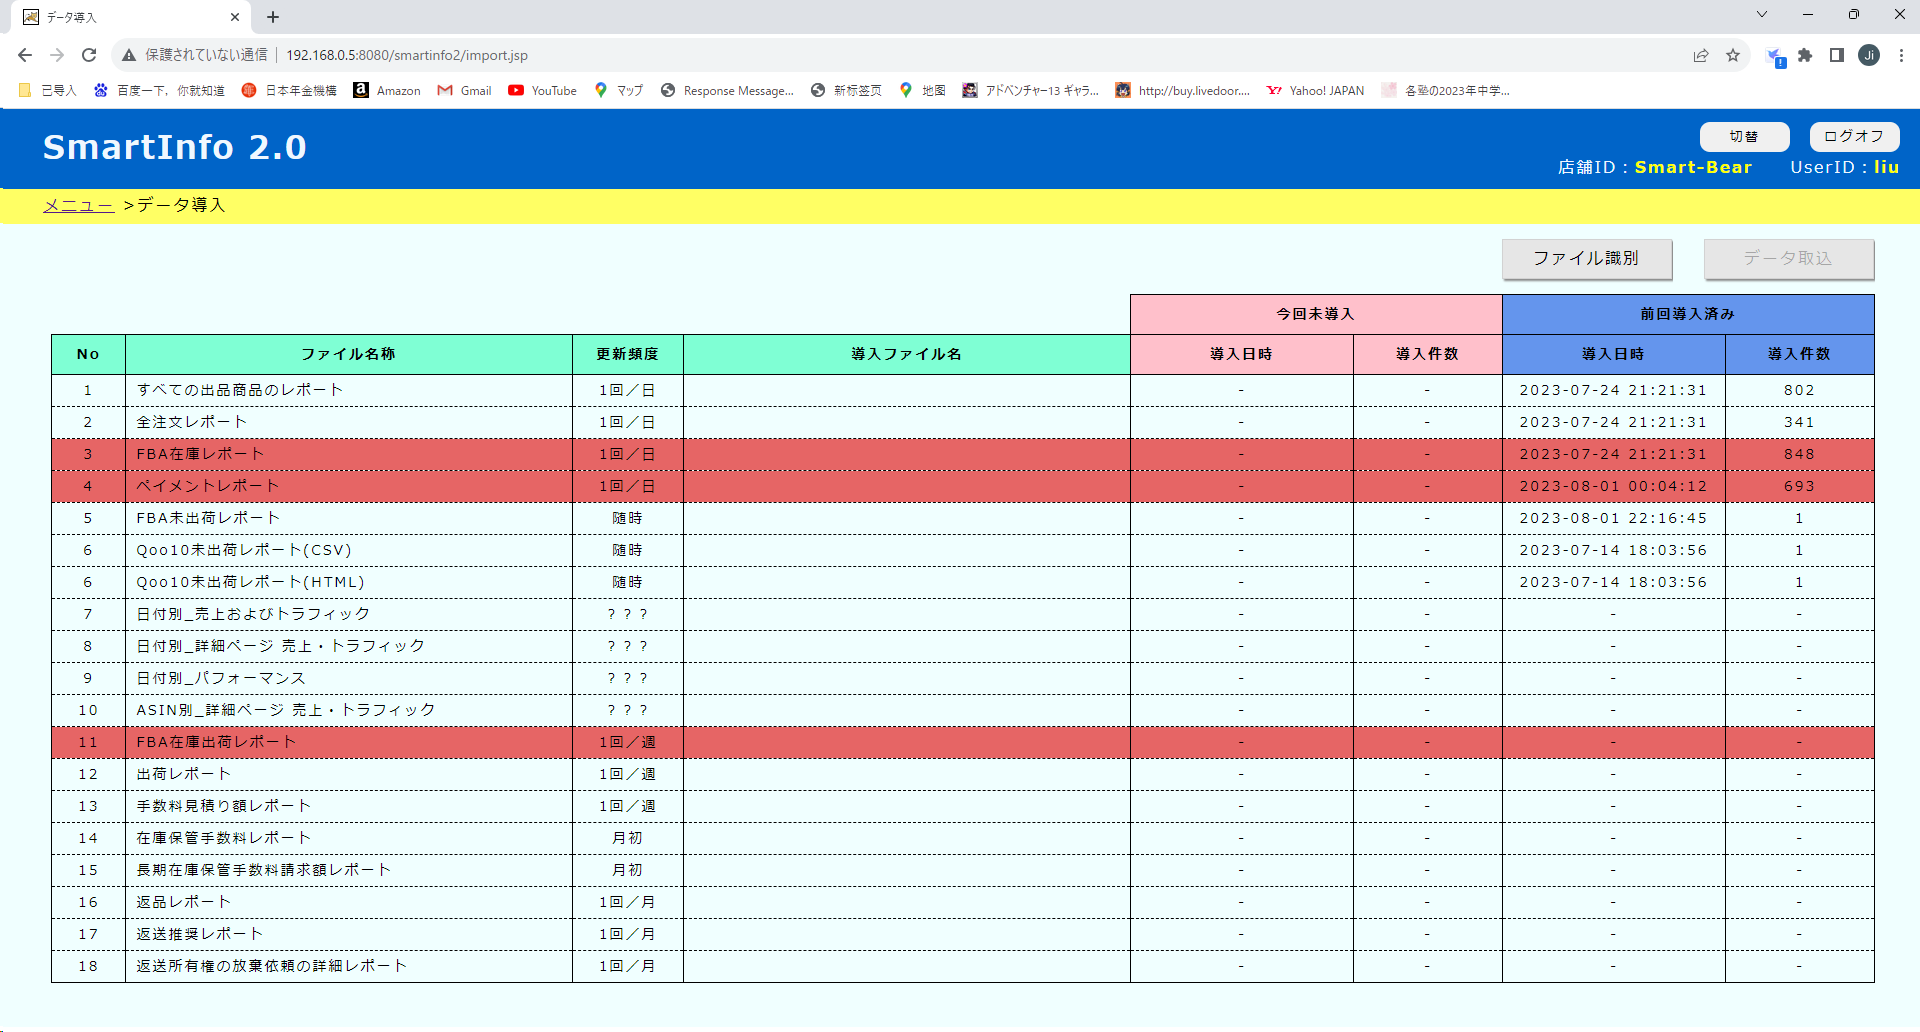 データ導入
保護されていない通信 192.168.0.5:8080/smartinfo2/import.jsp
Ji
已导入 百度一下，你就知道 日本年金機構 Amazon Gmail YouTube マップ Response Message... 新标签页 地图 アドベンチャー13 ギャラ... http://buy.livedoor.... Yahoo! JAPAN 各塾の2023年中学...
SmartInfo 2.0
切替 ログオフ
店舗ID：Smart-Bear UserID：liu
メニュー >データ導入
ファイル識別 データ取込
今回未導入 前回導入済み
No ファイル名称 更新頻度 導入ファイル名 導入日時 導入件数 導入日時 導入件数
1 すべての出品商品のレポート 1回／日 - - 2023-07-24 21:21:31 802
2 全注文レポート 1回／日 - - 2023-07-24 21:21:31 341
3 FBA在庫レポート 1回／日 - - 2023-07-24 21:21:31 848
4 ペイメントレポート 1回／日 - - 2023-08-01 00:04:12 693
5 FBA未出荷レポート 随時 - - 2023-08-01 22:16:45 1
6 Qoo10未出荷レポート(CSV) 随時 - - 2023-07-14 18:03:56 1
6 Qoo10未出荷レポート(HTML) 随時 - - 2023-07-14 18:03:56 1
7 日付別_売上およびトラフィック ？？？ - - - -
8 日付別_詳細ページ 売上・トラフィック ？？？ - - - -
9 日付別_パフォーマンス ？？？ - - - -
10 ASIN別_詳細ページ 売上・トラフィック ？？？ - - - -
11 FBA在庫出荷レポート 1回／週 - - - -
12 出荷レポート 1回／週 - - - -
13 手数料見積り額レポート 1回／週 - - - -
14 在庫保管手数料レポート 月初 - - - -
15 長期在庫保管手数料請求額レポート 月初 - - - -
16 返品レポート 1回／月 - - - -
17 返送推奨レポート 1回／月 - - - -
18 返送所有権の放棄依頼の詳細レポート 1回／月 - - - -